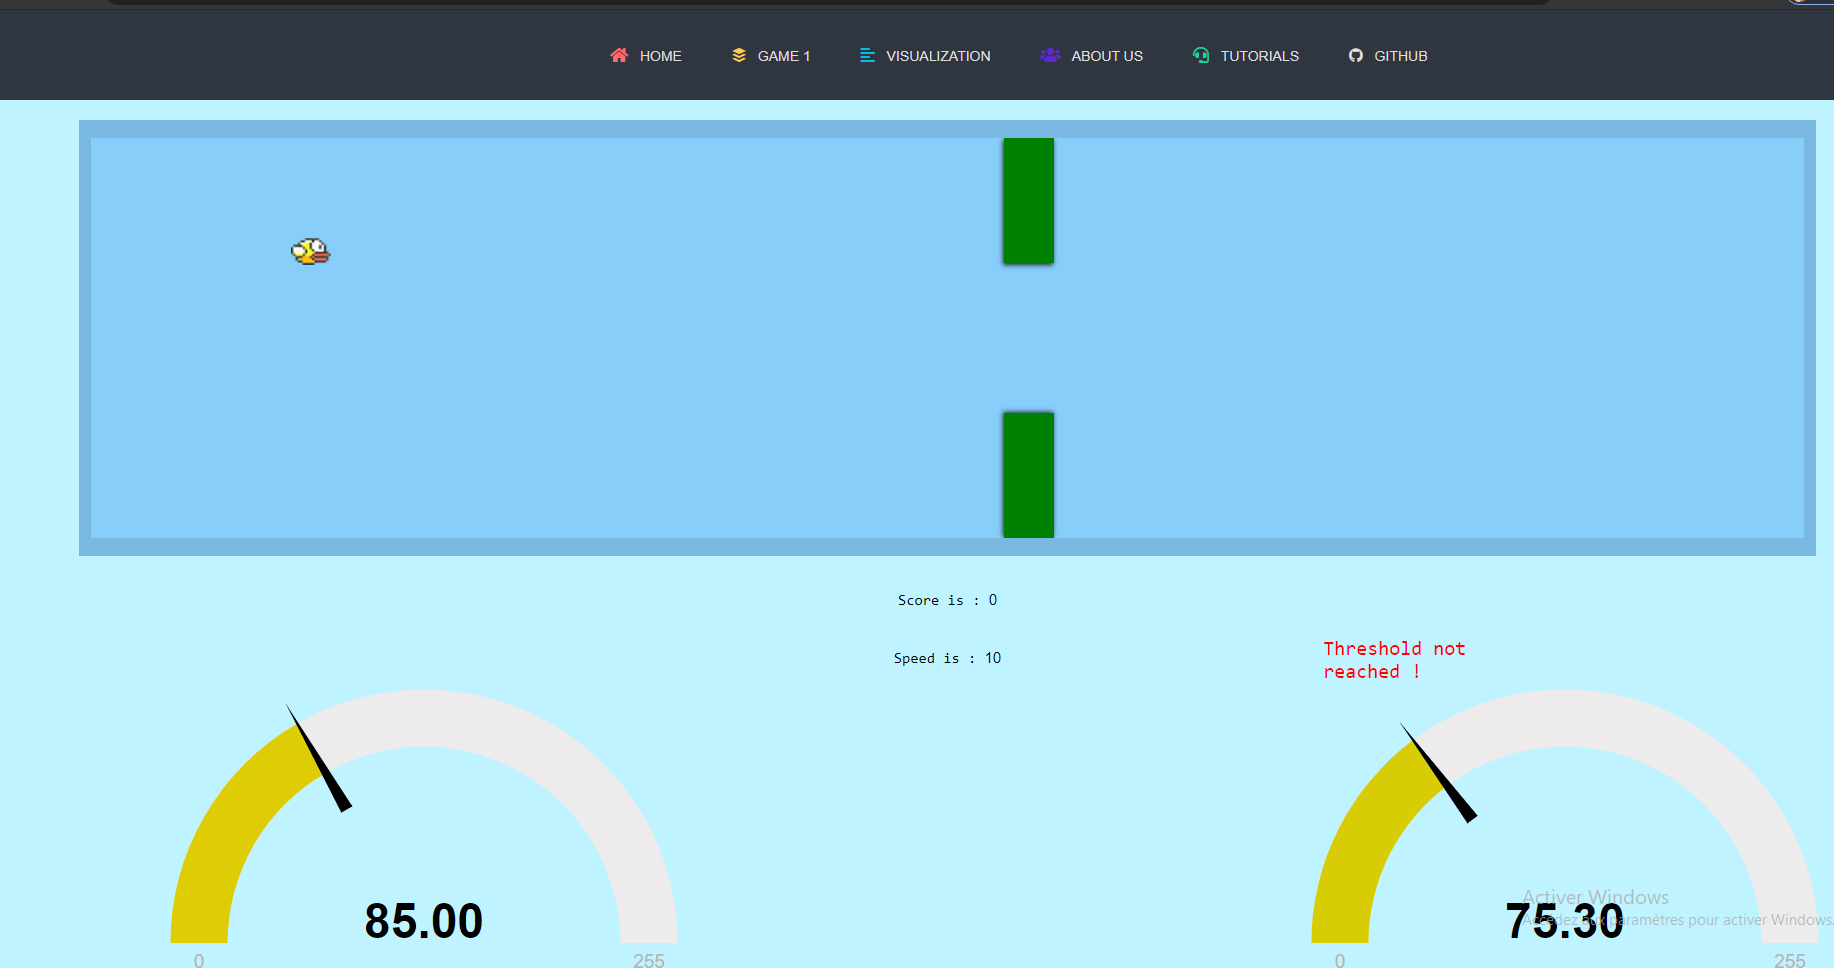 HOME GAME 1 VISUALIZATION ABOUT US TUTORIALS GITHUB
Score is : 0
Speed is : 10
Threshold not
reached !
85.00
0 255
Activer Windows
75.30
Accédez aux paramètres pour activer Windows.
0 255